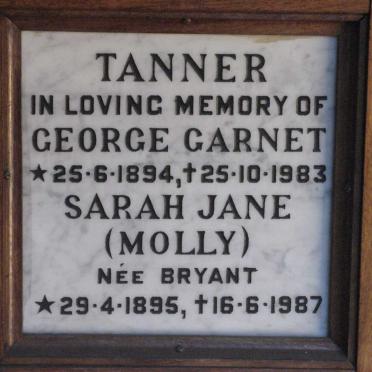 TANNER
IN LOVING MEMORY OF
GEORGE GARNET
★25·6·1894,†25·10·1983
SARAH JANE
(MOLLY)
NÉE BRYANT
★29·4·1895, †16·6·1987